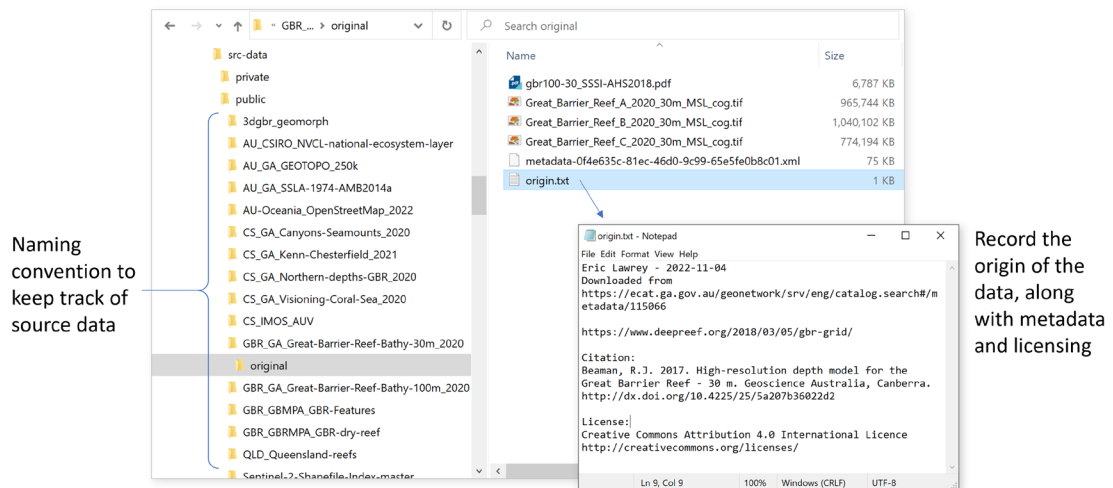 GBR_... > original
Search original
src-data
private
public
3dgbr_geomorph
AU_CSIRO_NVCL-national-ecosystem-layer
AU_GA_GEOTOPO_250k
AU_GA_SSLA-1974-AMB2014a
AU-Oceania_OpenStreetMap_2022
CS_GA_Canyons-Seamounts_2020
CS_GA_Kenn-Chesterfield_2021
CS_GA_Northern-depths-GBR_2020
CS_GA_Visioning-Coral-Sea_2020
CS_IMOS_AUV
GBR_GA_Great-Barrier-Reef-Bathy-30m_2020
original
GBR_GA_Great-Barrier-Reef-Bathy-100m_2020
GBR_GBMPA_GBR-Features
GBR_GBRMPA_GBR-dry-reef
QLD_Queensland-reefs
Sentinel-2-Shapefile-Index-master
Name Size
gbr100-30_SSSI-AHS2018.pdf 6,787 KB
Great_Barrier_Reef_A_2020_30m_MSL_cog.tif 965,744 KB
Great_Barrier_Reef_B_2020_30m_MSL_cog.tif 1,040,102 KB
Great_Barrier_Reef_C_2020_30m_MSL_cog.tif 774,194 KB
metadata-0f4e635c-81ec-46d0-9c99-65e5fe0b8c01.xml 75 KB
origin.txt 1 KB
origin.txt - Notepad
File Edit Format View Help
Eric Lawrey - 2022-11-04
Downloaded from
https://ecat.ga.gov.au/geonetwork/srv/eng/catalog.search#/m
etadata/115066
https://www.deepreef.org/2018/03/05/gbr-grid/
Citation:
Beaman, R.J. 2017. High-resolution depth model for the
Great Barrier Reef - 30 m. Geoscience Australia, Canberra.
http://dx.doi.org/10.4225/25/5a207b36022d2
License:
Creative Commons Attribution 4.0 International Licence
http://creativecommons.org/licenses/
Ln 9, Col 9 100% Windows (CRLF) UTF-8
Naming
convention to
keep track of
source data
Record the
origin of the
data, along
with metadata
and licensing